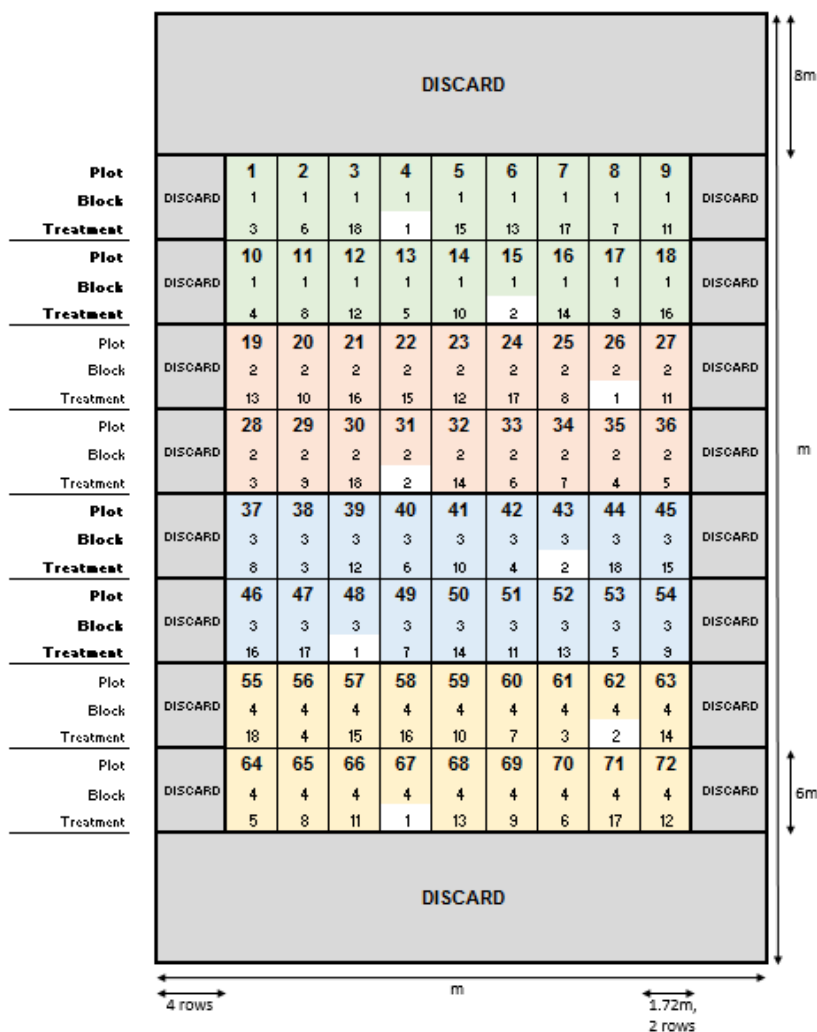 DISCARD
8m
Plot 1 2 3 4 5 6 7 8 9
Block DISCARD 1 1 1 1 1 1 1 1 1 DISCARD
Treatment 3 6 18 1 15 13 17 7 11
Plot 10 11 12 13 14 15 16 17 18
Block DISCARD 1 1 1 1 1 1 1 1 1 DISCARD
Treatment 4 8 12 5 10 2 14 9 16
Plot 19 20 21 22 23 24 25 26 27
Block DISCARD 2 2 2 2 2 2 2 2 2 DISCARD
Treatment 13 10 16 15 12 17 8 1 11
Plot 28 29 30 31 32 33 34 35 36
Block DISCARD 2 2 2 2 2 2 2 2 2 DISCARD m
Treatment 3 9 18 2 14 6 7 4 5
Plot 37 38 39 40 41 42 43 44 45
Block DISCARD 3 3 3 3 3 3 3 3 3 DISCARD
Treatment 8 3 12 6 10 4 2 18 15
Plot 46 47 48 49 50 51 52 53 54
Block DISCARD 3 3 3 3 3 3 3 3 3 DISCARD
Treatment 16 17 1 7 14 11 13 5 9
Plot 55 56 57 58 59 60 61 62 63
Block DISCARD 4 4 4 4 4 4 4 4 4 DISCARD
Treatment 18 4 15 16 10 7 3 2 14
Plot 64 65 66 67 68 69 70 71 72
Block DISCARD 4 4 4 4 4 4 4 4 4 DISCARD 6m
Treatment 5 8 11 1 13 9 6 17 12
DISCARD
m
4 rows 1.72m,
2 rows